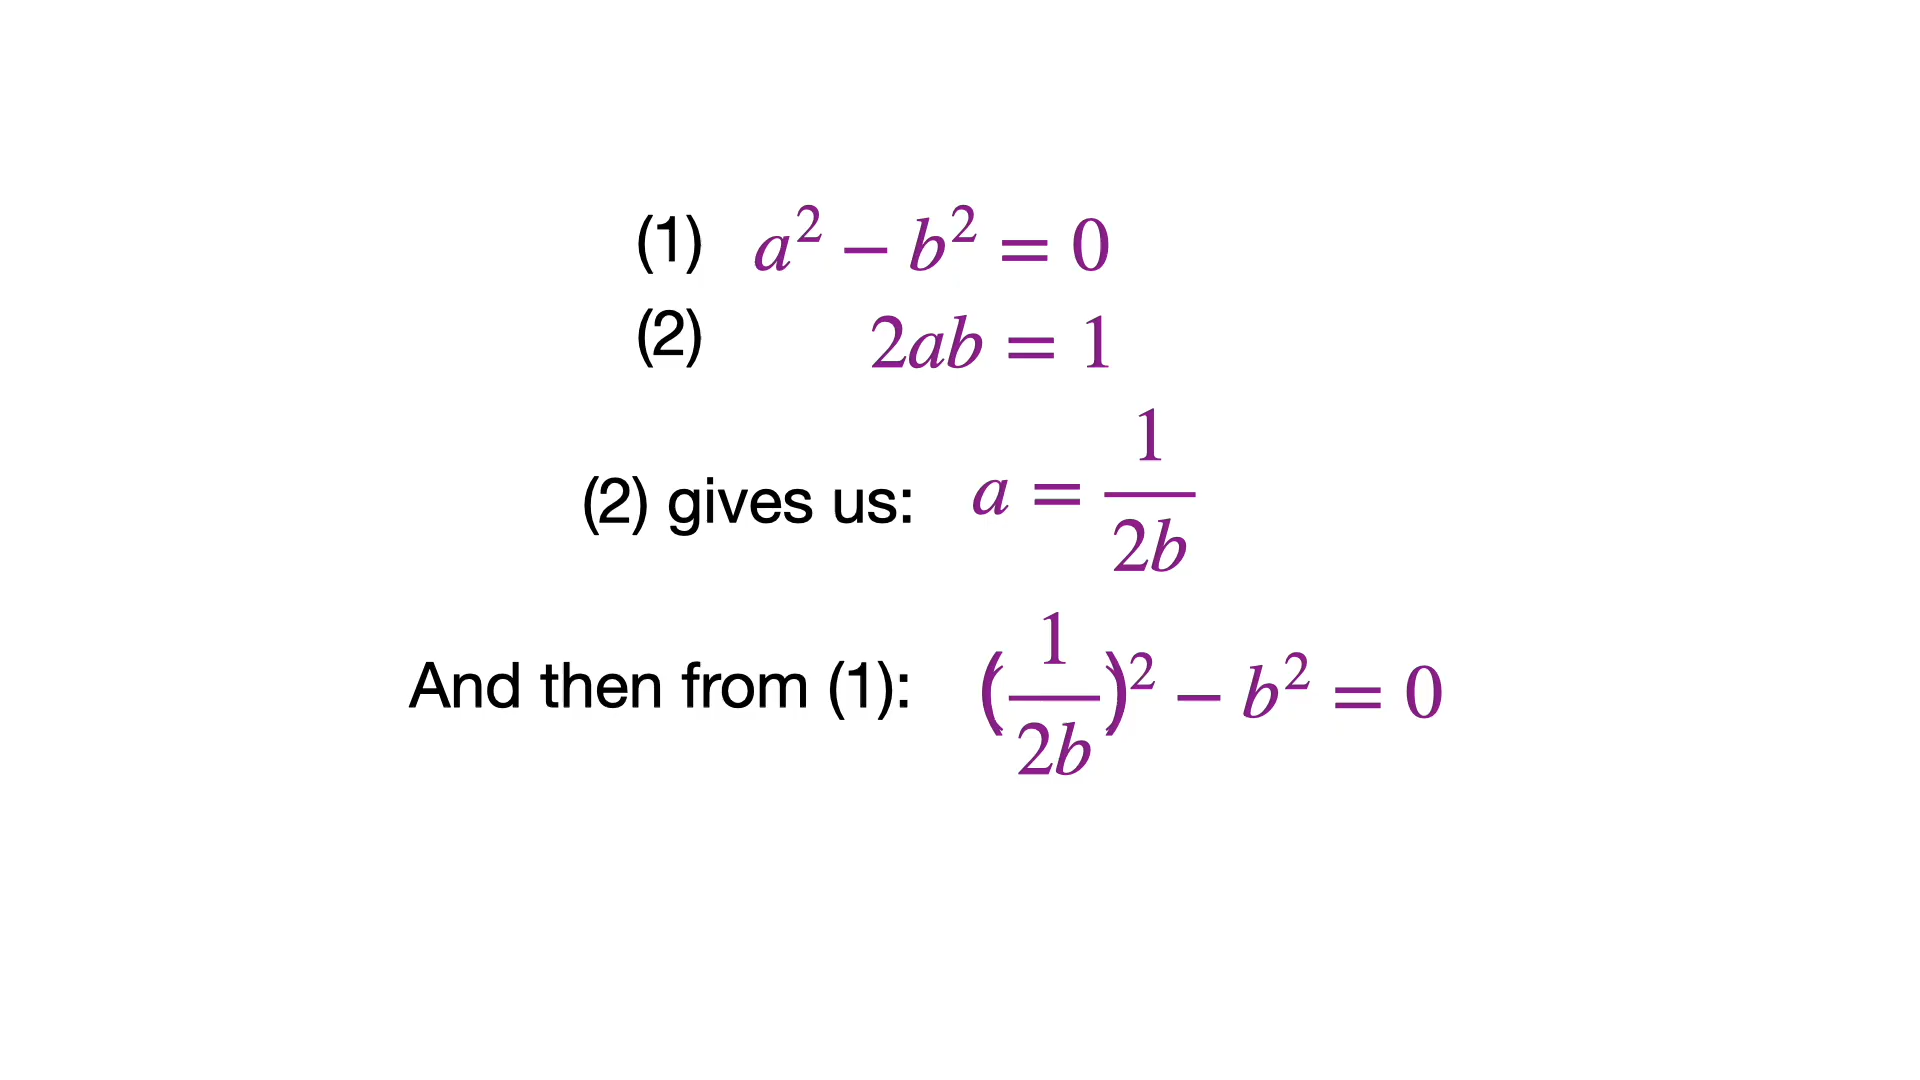 (1) a² − b² = 0
(2) 2ab = 1
(2) gives us: a = 1/2b
And then from (1): (1/2b)² − b² = 0